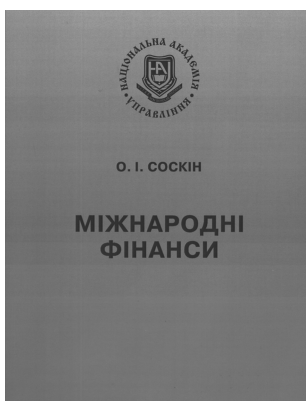 НАЦІОНАЛЬНА АКАДЕМІЯ
УПРАВЛІННЯ
О. І. СОСКІН
МІЖНАРОДНІ
ФІНАНСИ